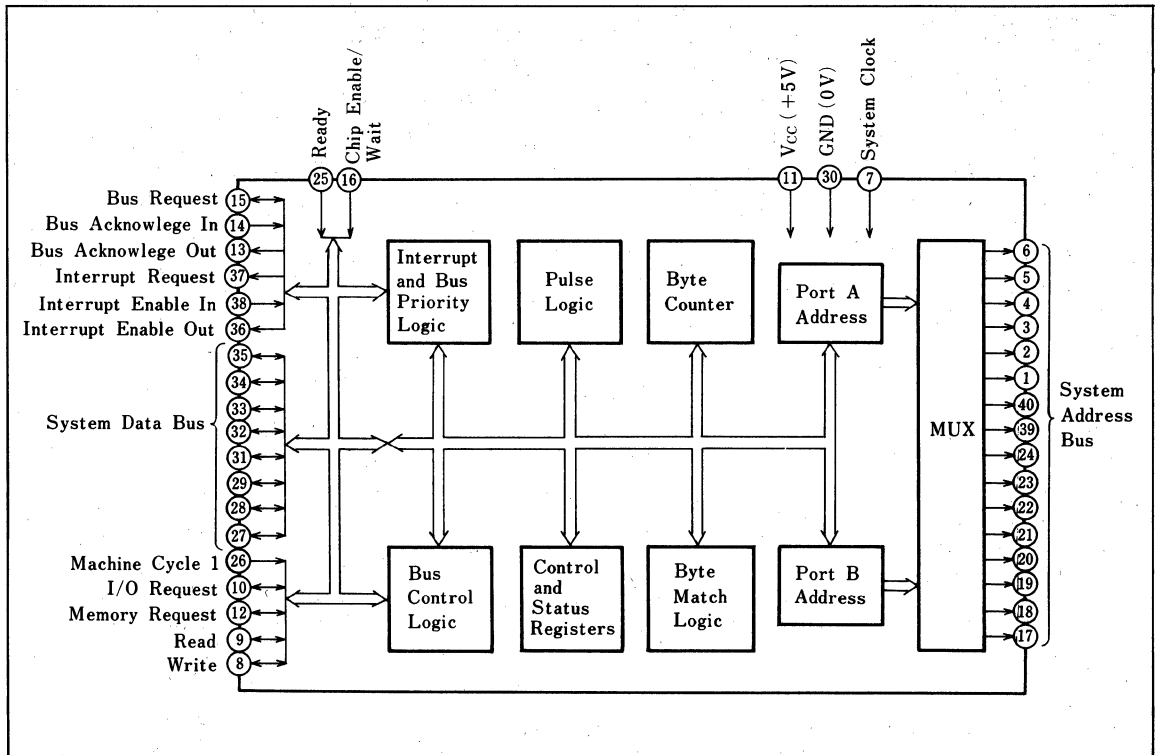 Ready
Chip Enable/
Wait
Vcc (+5V)
GND (0V)
System Clock
25
16
11
30
7
Bus Request
15
Bus Acknowlege In
14
Bus Acknowlege Out
13
Interrupt Request
37
Interrupt Enable In
38
Interrupt Enable Out
36
System Data Bus
35
34
33
32
31
29
28
27
Machine Cycle 1
26
I/O Request
10
Memory Request
12
Read
9
Write
8
Interrupt
and Bus
Priority
Logic
Pulse
Logic
Byte
Counter
Port A
Address
Bus
Control
Logic
Control
and
Status
Registers
Byte
Match
Logic
Port B
Address
MUX
6
5
4
3
2
1
40
39
24
23
22
21
20
19
18
17
System
Address
Bus